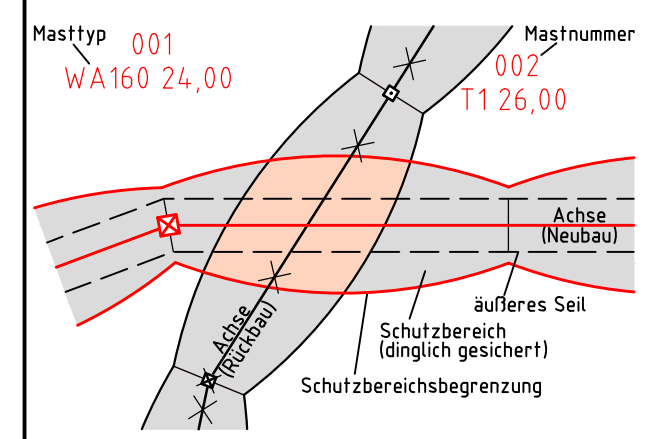 Masttyp
001
WA160 24,00
Mastnummer
002
T1 26,00
Achse
(Neubau)
äußeres Seil
Schutzbereich
(dinglich gesichert)
Achse
(Rückbau)
Schutzbereichsbegrenzung